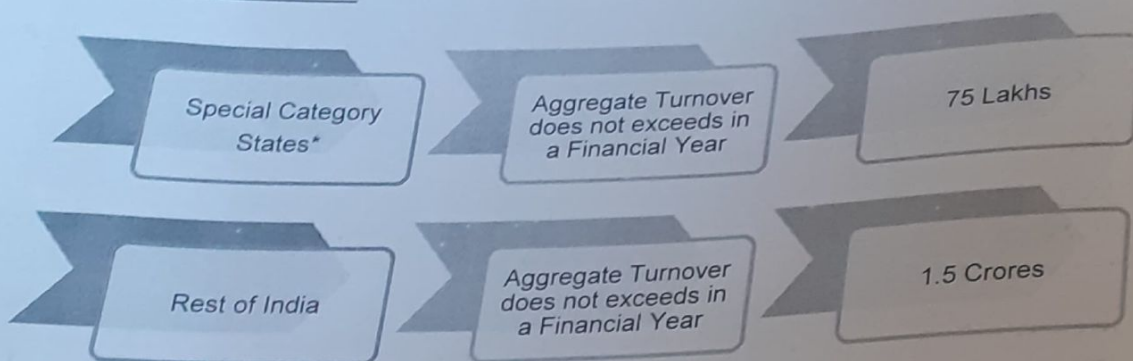 Special Category
States*
Aggregate Turnover
does not exceeds in
a Financial Year
75 Lakhs
Rest of India
Aggregate Turnover
does not exceeds in
a Financial Year
1.5 Crores